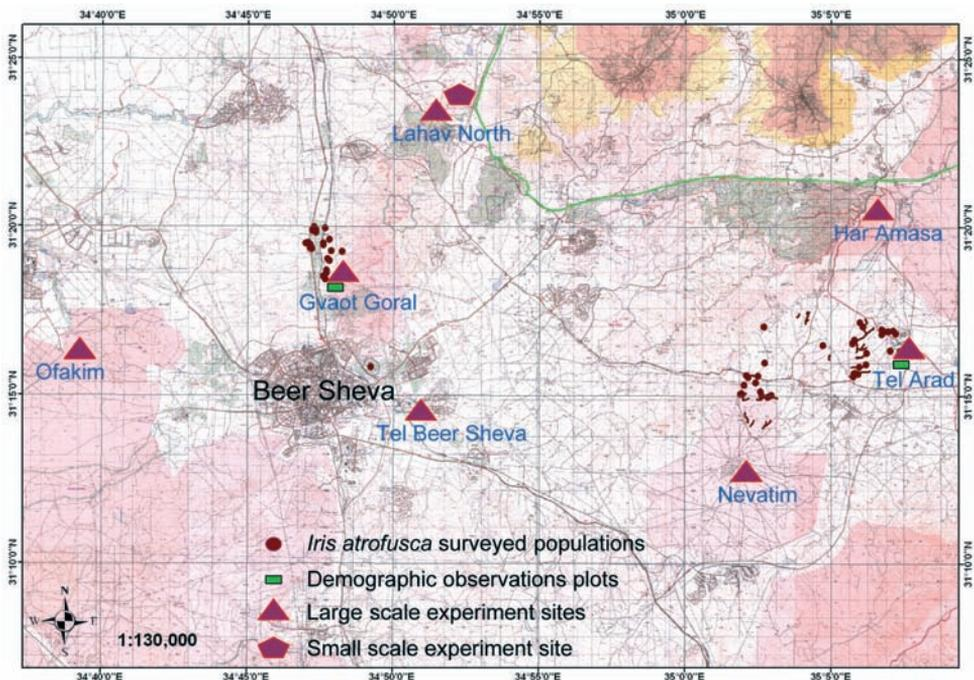 34°40'0"E 34°45'0"E 34°50'0"E 34°55'0"E 35°0'0"E 35°5'0"E
31°25'0"N 31°25'0"N
Lahav North
31°20'0"N 31°20'0"N
Har Amasa
Gvaot Goral
Ofakim
Tel Arad
Beer Sheva
31°15'0"N 31°15'0"N
Tel Beer Sheva
Nevatim
Iris atrofusca surveyed populations
31°10'0"N 31°10'0"N
Demographic observations plots
Large scale experiment sites
Small scale experiment site
N
W E
S
1:130,000
34°40'0"E 34°45'0"E 34°50'0"E 34°55'0"E 35°0'0"E 35°5'0"E